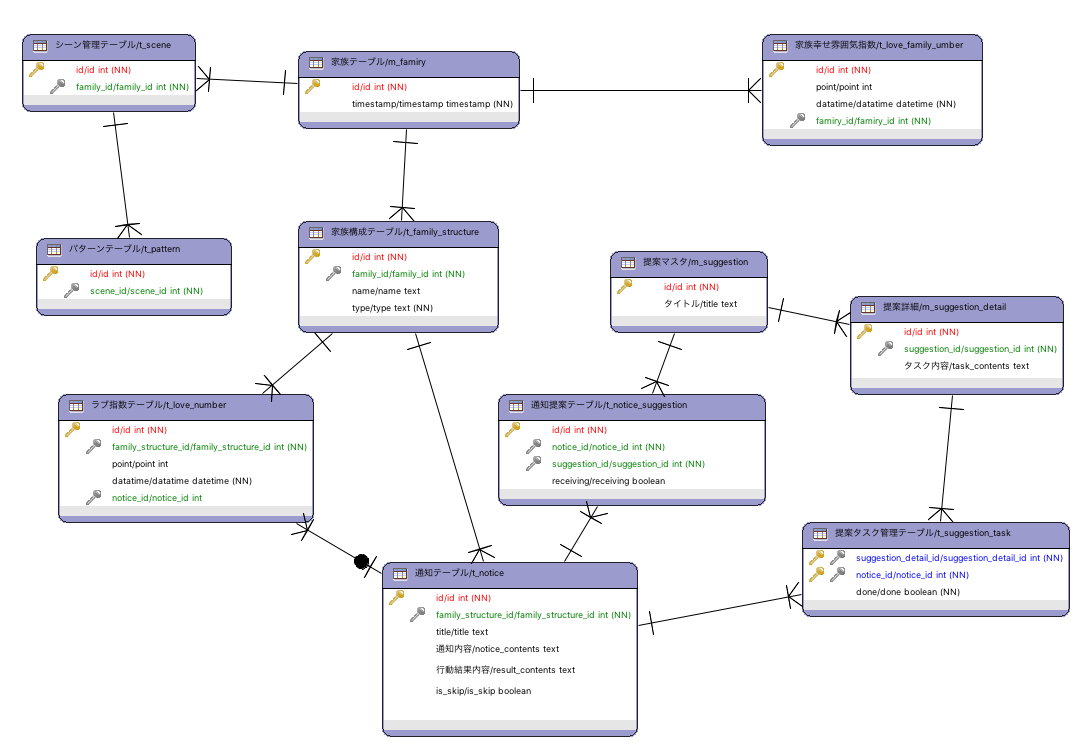 シーン管理テーブル/t_scene
id/id int (NN)
family_id/family_id int (NN)
家族テーブル/m_famiry
id/id int (NN)
timestamp/timestamp timestamp (NN)
家族幸せ雰囲気指数/t_love_family_umber
id/id int (NN)
point/point int
datatime/datatime datetime (NN)
famiry_id/famiry_id int (NN)
パターンテーブル/t_pattern
id/id int (NN)
scene_id/scene_id int (NN)
家族構成テーブル/t_family_structure
id/id int (NN)
family_id/family_id int (NN)
name/name text
type/type text (NN)
提案マスタ/m_suggestion
id/id int (NN)
タイトル/title text
提案詳細/m_suggestion_detail
id/id int (NN)
suggestion_id/suggestion_id int (NN)
タスク内容/task_contents text
ラブ指数テーブル/t_love_number
id/id int (NN)
family_structure_id/family_structure_id int (NN)
point/point int
datatime/datatime datetime (NN)
notice_id/notice_id int
通知提案テーブル/t_notice_suggestion
id/id int (NN)
notice_id/notice_id int (NN)
suggestion_id/suggestion_id int (NN)
receiving/receiving boolean
提案タスク管理テーブル/t_suggestion_task
suggestion_detail_id/suggestion_detail_id int (NN)
notice_id/notice_id int (NN)
done/done boolean (NN)
通知テーブル/t_notice
id/id int (NN)
family_structure_id/family_structure_id int (NN)
title/title text
通知内容/notice_contents text
行動結果内容/result_contents text
is_skip/is_skip boolean